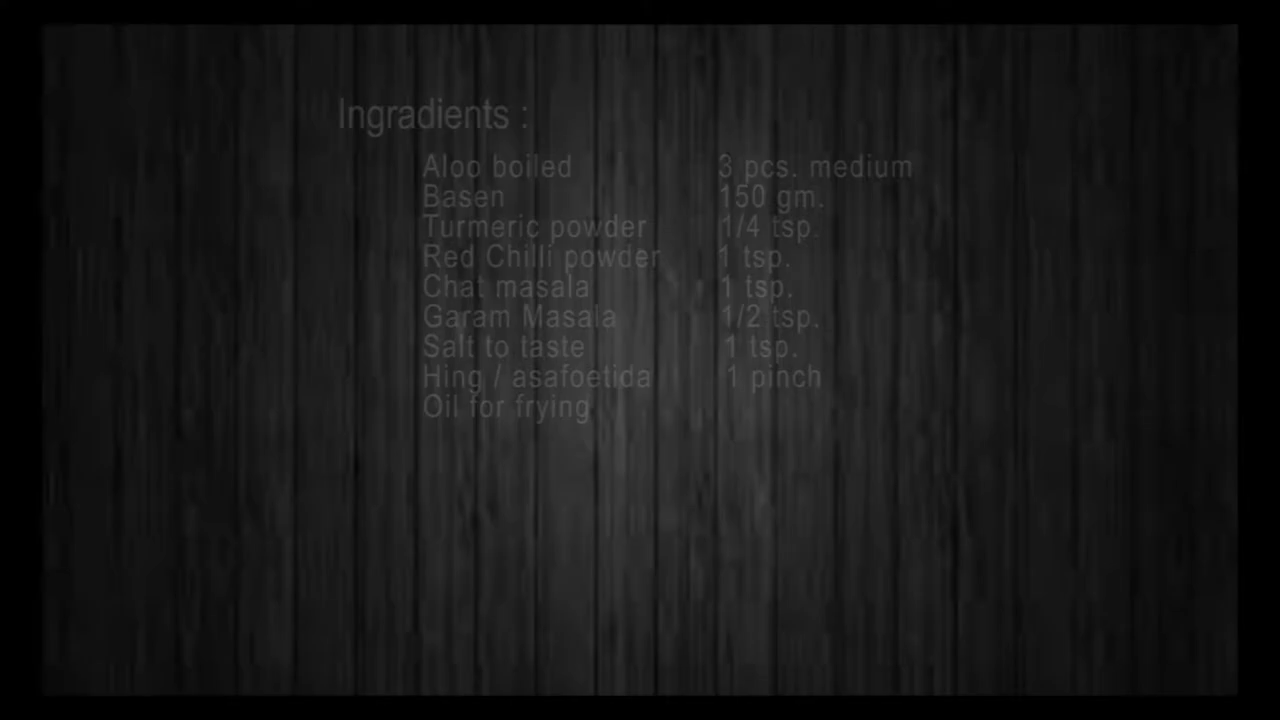 Ingradients :
Aloo boiled 3 pcs. medium
Basen 150 gm.
Turmeric powder 1/4 tsp.
Red Chilli powder 1 tsp.
Chat masala 1 tsp.
Garam Masala 1/2 tsp.
Salt to taste 1 tsp.
Hing / asafoetida 1 pinch
Oil for frying